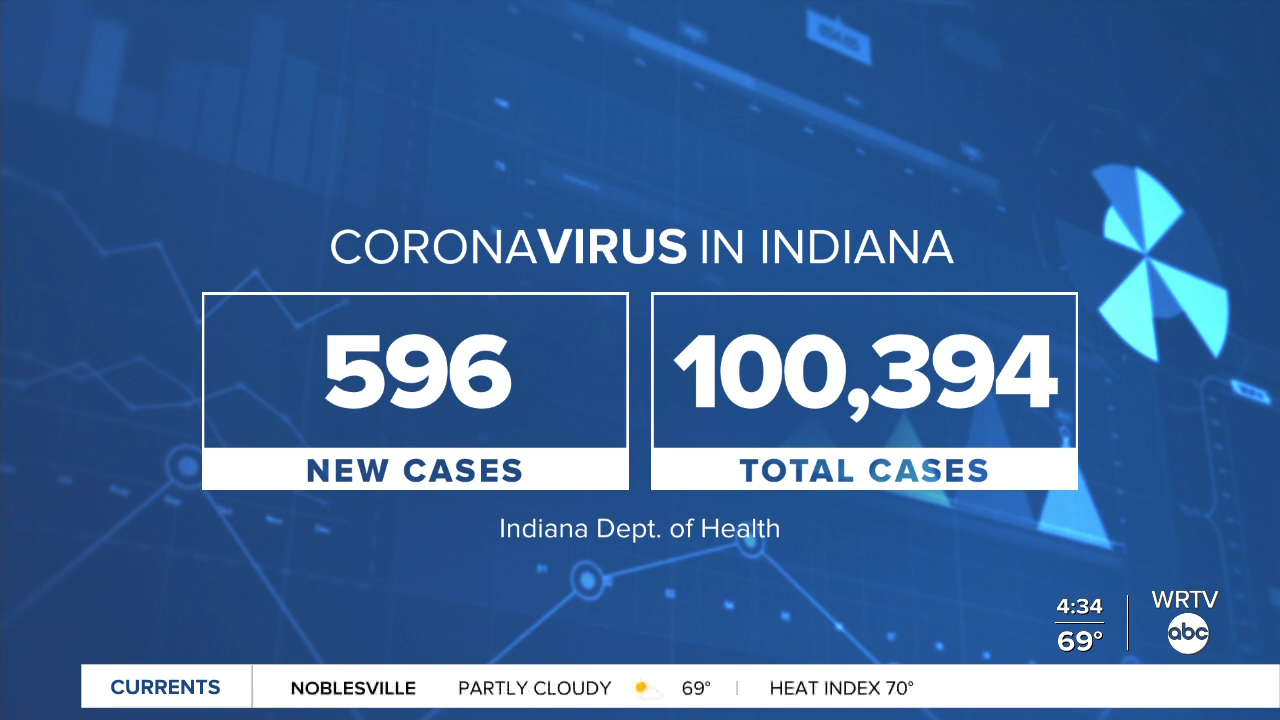 CORONAVIRUS IN INDIANA
596
100,394
NEW CASES
TOTAL CASES
Indiana Dept. of Health
4:34
69°
WRTV
abc
CURRENTS
NOBLESVILLE PARTLY CLOUDY 69° HEAT INDEX 70°